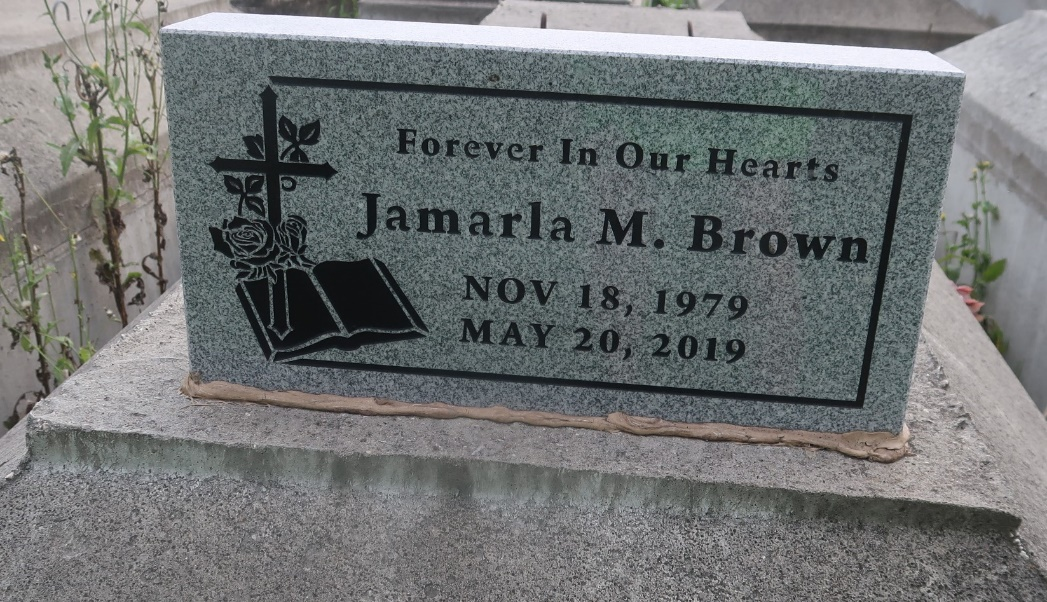 Forever In Our Hearts
Jamarla M. Brown
NOV 18, 1979
MAY 20, 2019